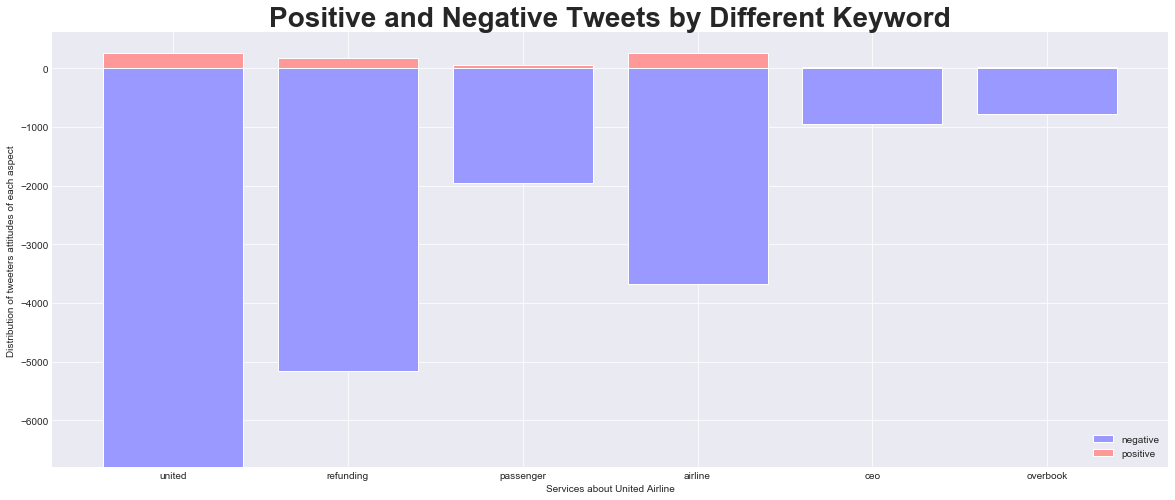 Positive and Negative Tweets by Different Keyword
Distribution of tweeters attitudes of each aspect
0
−1000
−2000
−3000
−4000
−5000
−6000
united
refunding
passenger
airline
ceo
overbook
Services about United Airline
negative
positive